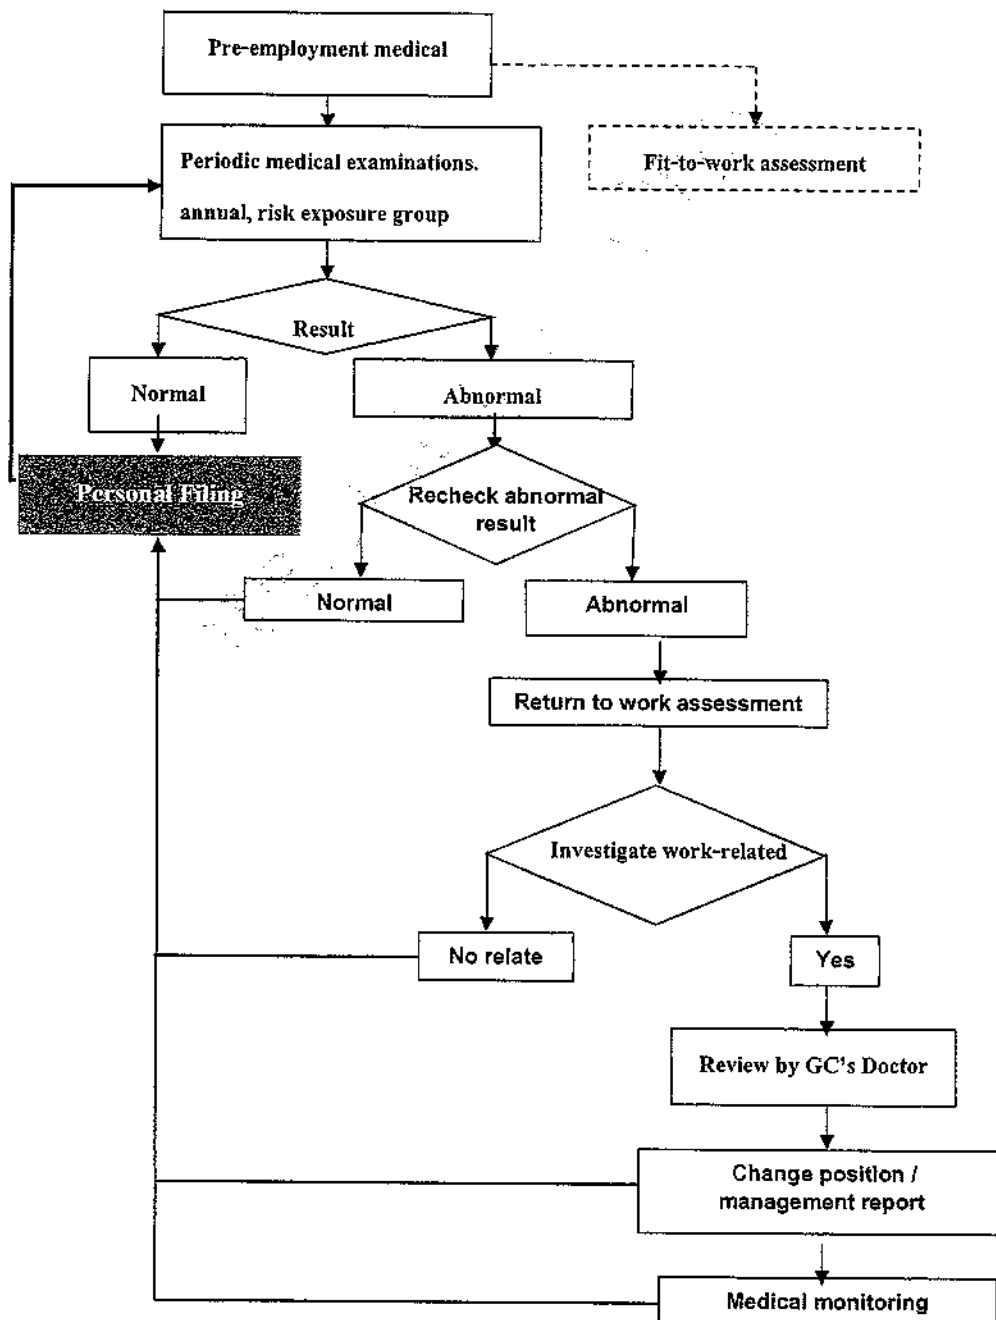 Pre-employment medical
Periodic medical examinations.
annual, risk exposure group
Fit-to-work assessment
Result
Normal
Abnormal
Personal Filing
Recheck abnormal
result
Normal
Abnormal
Return to work assessment
Investigate work-related
No relate
Yes
Review by GC's Doctor
Change position /
management report
Medical monitoring